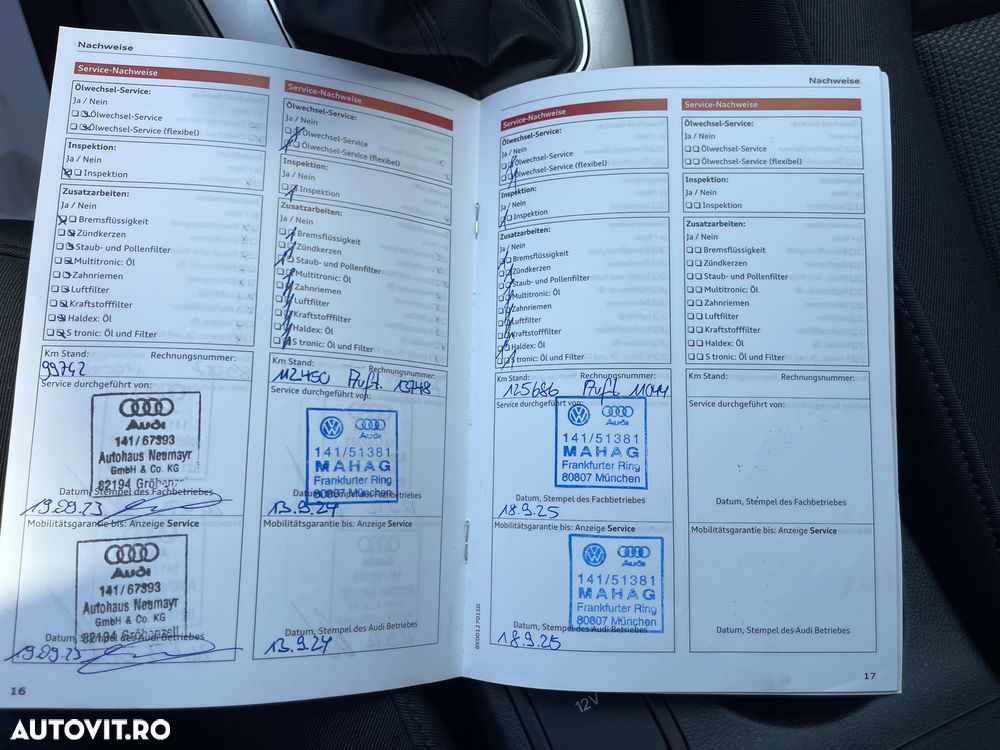 Nachweise
Service-Nachweise
Ölwechsel-Service:
Ja / Nein
Ölwechsel-Service
Ölwechsel-Service (flexibel)
Inspektion:
Ja / Nein
Inspektion
Zusatzarbeiten:
Ja / Nein
Bremsflüssigkeit
Zündkerzen
Staub- und Pollenfilter
Multitronic: Öl
Zahnriemen
Luftfilter
Kraftstofffilter
Haldex: Öl
S tronic: Öl und Filter
Km Stand: Rechnungsnummer:
99742
Service durchgeführt von:
Audi
141/67393
Autohaus Neumayr
GmbH & Co. KG
82194 Gröbenzell
Datum, Stempel des Fachbetriebes
19.09.23
Mobilitätsgarantie bis: Anzeige Service
Audi
141/67393
Autohaus Neumayr
GmbH & Co. KG
82194 Gröbenzell
Datum, Stempel des Audi Betriebes
19.09.23
16
Service-Nachweise
Ölwechsel-Service:
Ja / Nein
Ölwechsel-Service
Ölwechsel-Service (flexibel)
Inspektion:
Ja / Nein
Inspektion
Zusatzarbeiten:
Ja / Nein
Bremsflüssigkeit
Zündkerzen
Staub- und Pollenfilter
Multitronic: Öl
Zahnriemen
Luftfilter
Kraftstofffilter
Haldex: Öl
S tronic: Öl und Filter
Km Stand: Rechnungsnummer:
112450 Auft. 13748
Service durchgeführt von:
Audi
141/51381
MAHAG
Frankfurter Ring
80807 München
Datum, Stempel des Fachbetriebes
13.9.24
Mobilitätsgarantie bis: Anzeige Service
Datum, Stempel des Audi Betriebes
13.9.24
Nachweise
Service-Nachweise
Ölwechsel-Service:
Ja / Nein
Ölwechsel-Service
Ölwechsel-Service (flexibel)
Inspektion:
Ja / Nein
Inspektion
Zusatzarbeiten:
Ja / Nein
Bremsflüssigkeit
Zündkerzen
Staub- und Pollenfilter
Multitronic: Öl
Zahnriemen
Luftfilter
Kraftstofffilter
Haldex: Öl
S tronic: Öl und Filter
Km Stand: Rechnungsnummer:
125686 Auft 11044
Service durchgeführt von:
Audi
141/51381
MAHAG
Frankfurter Ring
80807 München
Datum, Stempel des Fachbetriebes
18.9.25
Mobilitätsgarantie bis: Anzeige Service
Audi
141/51381
MAHAG
Frankfurter Ring
80807 München
Datum, Stempel des Audi Betriebes
18.9.25
Service-Nachweise
Ölwechsel-Service:
Ja / Nein
Ölwechsel-Service
Ölwechsel-Service (flexibel)
Inspektion:
Ja / Nein
Inspektion
Zusatzarbeiten:
Ja / Nein
Bremsflüssigkeit
Zündkerzen
Staub- und Pollenfilter
Multitronic: Öl
Zahnriemen
Luftfilter
Kraftstofffilter
Haldex: Öl
S tronic: Öl und Filter
Km Stand: Rechnungsnummer:
Service durchgeführt von:
Datum, Stempel des Fachbetriebes
Mobilitätsgarantie bis: Anzeige Service
Datum, Stempel des Audi Betriebes
17
12V
AUTOVIT.RO